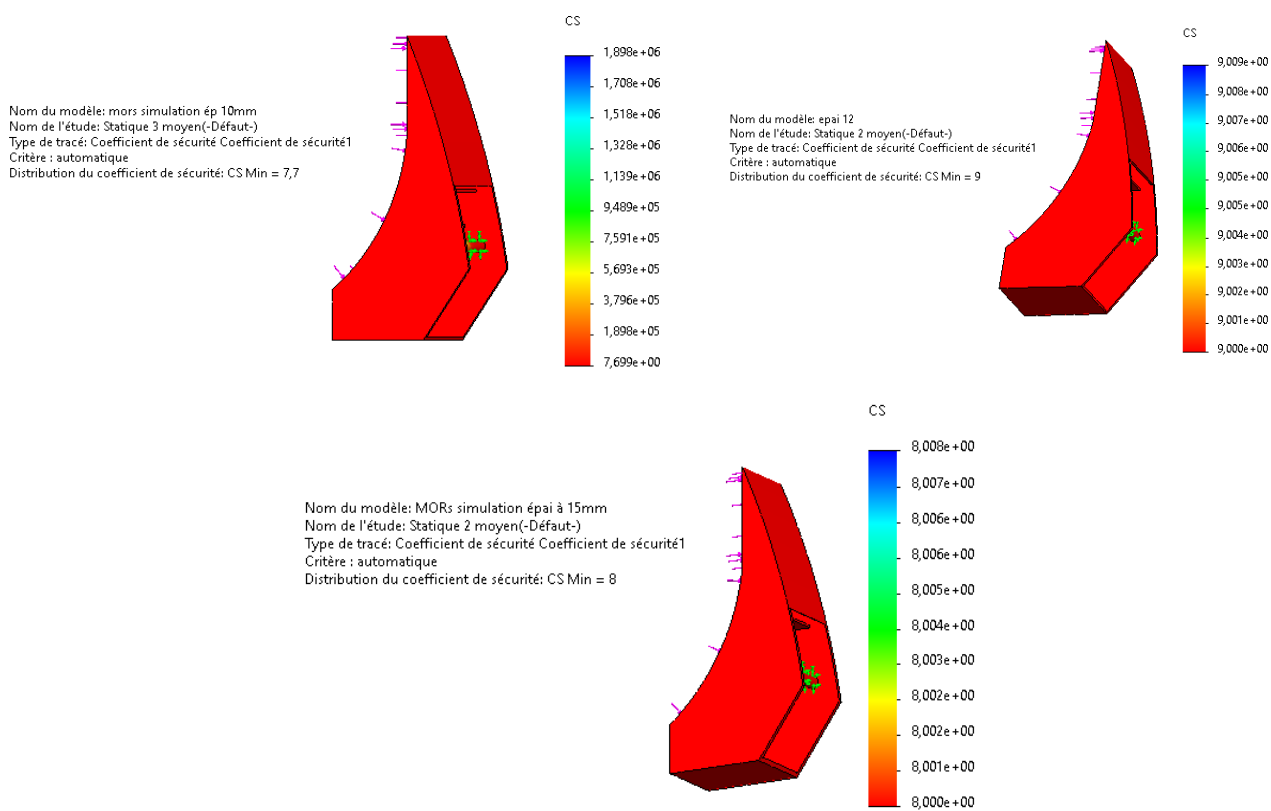 CS
1,898e+06
1,708e+06
1,518e+06
1,328e+06
1,139e+06
9,489e+05
7,591e+05
5,693e+05
3,796e+05
1,898e+05
7,699e+00
Nom du modèle: mors simulation ép 10mm
Nom de l'étude: Statique 3 moyen(-Défaut-)
Type de tracé: Coefficient de sécurité Coefficient de sécurité1
Critère : automatique
Distribution du coefficient de sécurité: CS Min = 7,7
CS
9,009e+00
9,008e+00
9,007e+00
9,006e+00
9,006e+00
9,005e+00
9,004e+00
9,003e+00
9,002e+00
9,001e+00
9,000e+00
Nom du modèle: epai 12
Nom de l'étude: Statique 2 moyen(-Défaut-)
Type de tracé: Coefficient de sécurité Coefficient de sécurité1
Critère : automatique
Distribution du coefficient de sécurité: CS Min = 9
CS
8,008e+00
8,007e+00
8,006e+00
8,006e+00
8,005e+00
8,004e+00
8,003e+00
8,002e+00
8,002e+00
8,001e+00
8,000e+00
Nom du modèle: MORs simulation épai à 15mm
Nom de l'étude: Statique 2 moyen(-Défaut-)
Type de tracé: Coefficient de sécurité Coefficient de sécurité1
Critère : automatique
Distribution du coefficient de sécurité: CS Min = 8